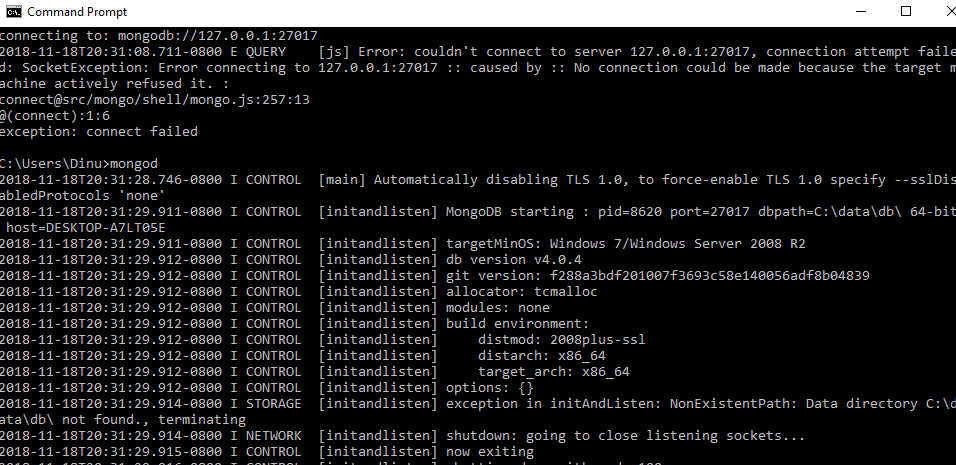 Command Prompt
connecting to: mongodb://127.0.0.1:27017
2018-11-18T20:31:08.711-0800 E QUERY    [js] Error: couldn't connect to server 127.0.0.1:27017, connection attempt faile
d: SocketException: Error connecting to 127.0.0.1:27017 :: caused by :: No connection could be made because the target m
achine actively refused it. :
connect@src/mongo/shell/mongo.js:257:13
@(connect):1:6
exception: connect failed
C:\Users\Dinu>mongod
2018-11-18T20:31:28.746-0800 I CONTROL  [main] Automatically disabling TLS 1.0, to force-enable TLS 1.0 specify --sslDis
abledProtocols 'none'
2018-11-18T20:31:29.911-0800 I CONTROL  [initandlisten] MongoDB starting : pid=8620 port=27017 dbpath=C:\data\db\ 64-bit
host=DESKTOP-A7LT05E
2018-11-18T20:31:29.911-0800 I CONTROL  [initandlisten] targetMinOS: Windows 7/Windows Server 2008 R2
2018-11-18T20:31:29.912-0800 I CONTROL  [initandlisten] db version v4.0.4
2018-11-18T20:31:29.912-0800 I CONTROL  [initandlisten] git version: f288a3bdf201007f3693c58e140056adf8b04839
2018-11-18T20:31:29.912-0800 I CONTROL  [initandlisten] allocator: tcmalloc
2018-11-18T20:31:29.912-0800 I CONTROL  [initandlisten] modules: none
2018-11-18T20:31:29.912-0800 I CONTROL  [initandlisten] build environment:
2018-11-18T20:31:29.912-0800 I CONTROL  [initandlisten]     distmod: 2008plus-ssl
2018-11-18T20:31:29.912-0800 I CONTROL  [initandlisten]     distarch: x86_64
2018-11-18T20:31:29.912-0800 I CONTROL  [initandlisten]     target_arch: x86_64
2018-11-18T20:31:29.912-0800 I CONTROL  [initandlisten] options: {}
2018-11-18T20:31:29.914-0800 I STORAGE  [initandlisten] exception in initAndListen: NonExistentPath: Data directory C:\d
ata\db\ not found., terminating
2018-11-18T20:31:29.914-0800 I NETWORK  [initandlisten] shutdown: going to close listening sockets...
2018-11-18T20:31:29.915-0800 I CONTROL  [initandlisten] now exiting